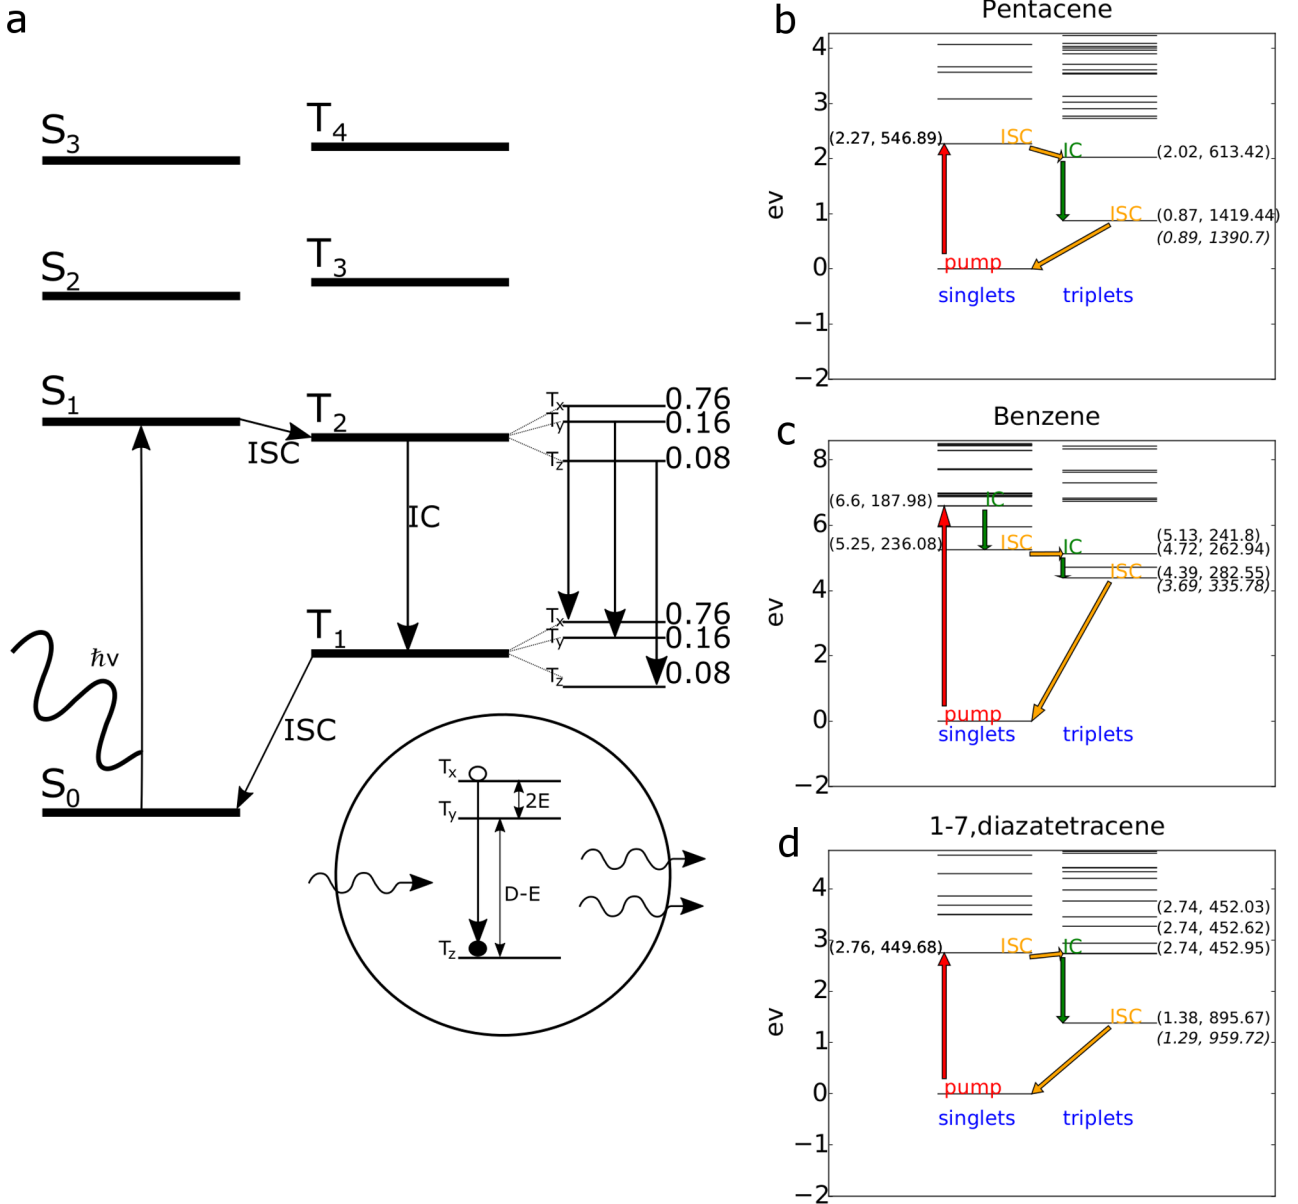 a
S3
T4
S2
T3
S1
T2
ISC
IC
Tx
0.76
Ty
0.16
Tz
0.08
T1
Tx
0.76
Ty
0.16
Tz
0.08
ħv
ISC
S0
Tx
2E
Ty
D-E
Tz
b
Pentacene
ev
4
3
2
1
0
−1
−2
(2.27, 546.89)
ISC
IC
(2.02, 613.42)
ISC
(0.87, 1419.44)
(0.89, 1390.7)
pump
singlets
triplets
c
Benzene
ev
8
6
4
2
0
−2
(6.6, 187.98)
IC
(5.25, 236.08)
ISC
IC
(5.13, 241.8)
(4.72, 262.94)
ISC
(4.39, 282.55)
(3.69, 335.78)
pump
singlets
triplets
d
1-7,diazatetracene
ev
4
3
2
1
0
−1
−2
(2.74, 452.03)
(2.74, 452.62)
(2.76, 449.68)
ISC
IC
(2.74, 452.95)
ISC
(1.38, 895.67)
(1.29, 959.72)
pump
singlets
triplets